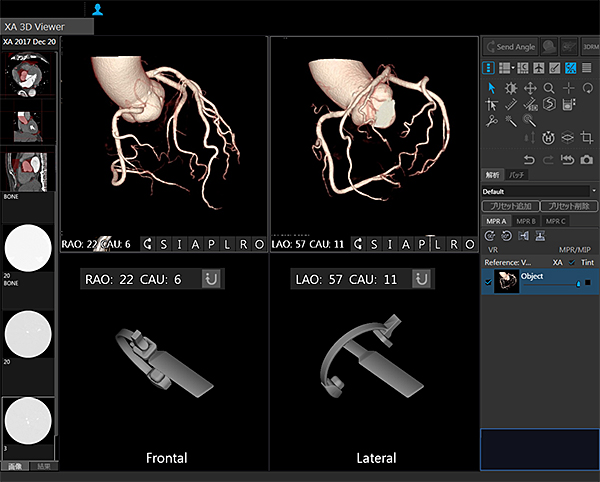 XA 3D Viewer
XA 2017 Dec 20
BONE
20
BONE
20
3
画像 結果
RAO: 22 CAU: 6 S I A P L R O
LAO: 57 CAU: 11 S I A P L R O
RAO: 22 CAU: 6
LAO: 57 CAU: 11
Frontal
Lateral
Send Angle
3DRM
解析 パッチ
Default
プリセット追加 プリセット削除
MPR A MPR B MPR C
VR MPR/MIP
Reference: V... XA Tint
Object